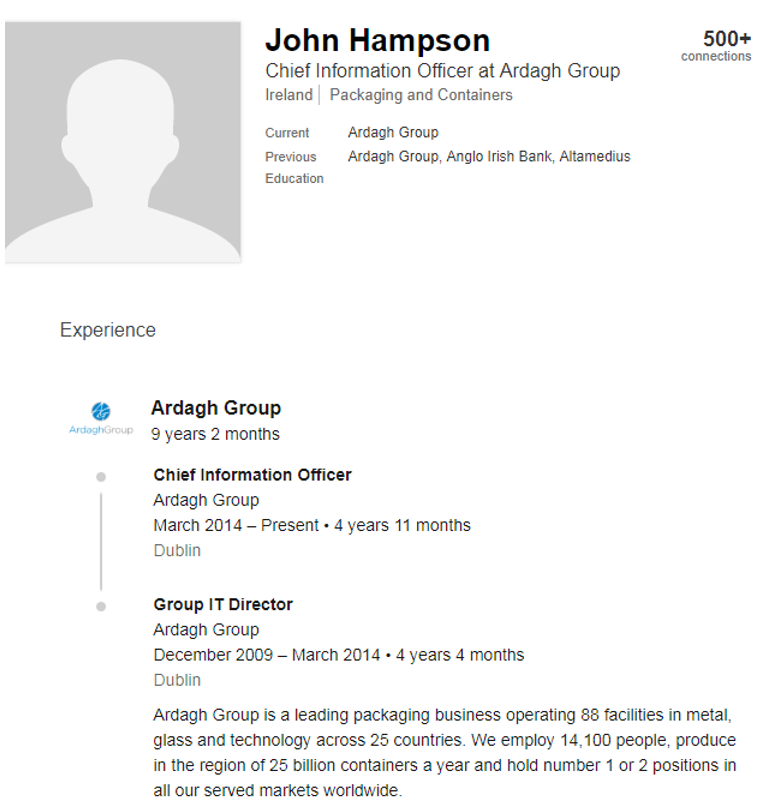 John Hampson
500+
connections
Chief Information Officer at Ardagh Group
Ireland | Packaging and Containers
Current Ardagh Group
Previous Ardagh Group, Anglo Irish Bank, Altamedius
Education
Experience
ArdaghGroup
Ardagh Group
9 years 2 months
Chief Information Officer
Ardagh Group
March 2014 – Present • 4 years 11 months
Dublin
Group IT Director
Ardagh Group
December 2009 – March 2014 • 4 years 4 months
Dublin
Ardagh Group is a leading packaging business operating 88 facilities in metal,
glass and technology across 25 countries. We employ 14,100 people, produce
in the region of 25 billion containers a year and hold number 1 or 2 positions in
all our served markets worldwide.